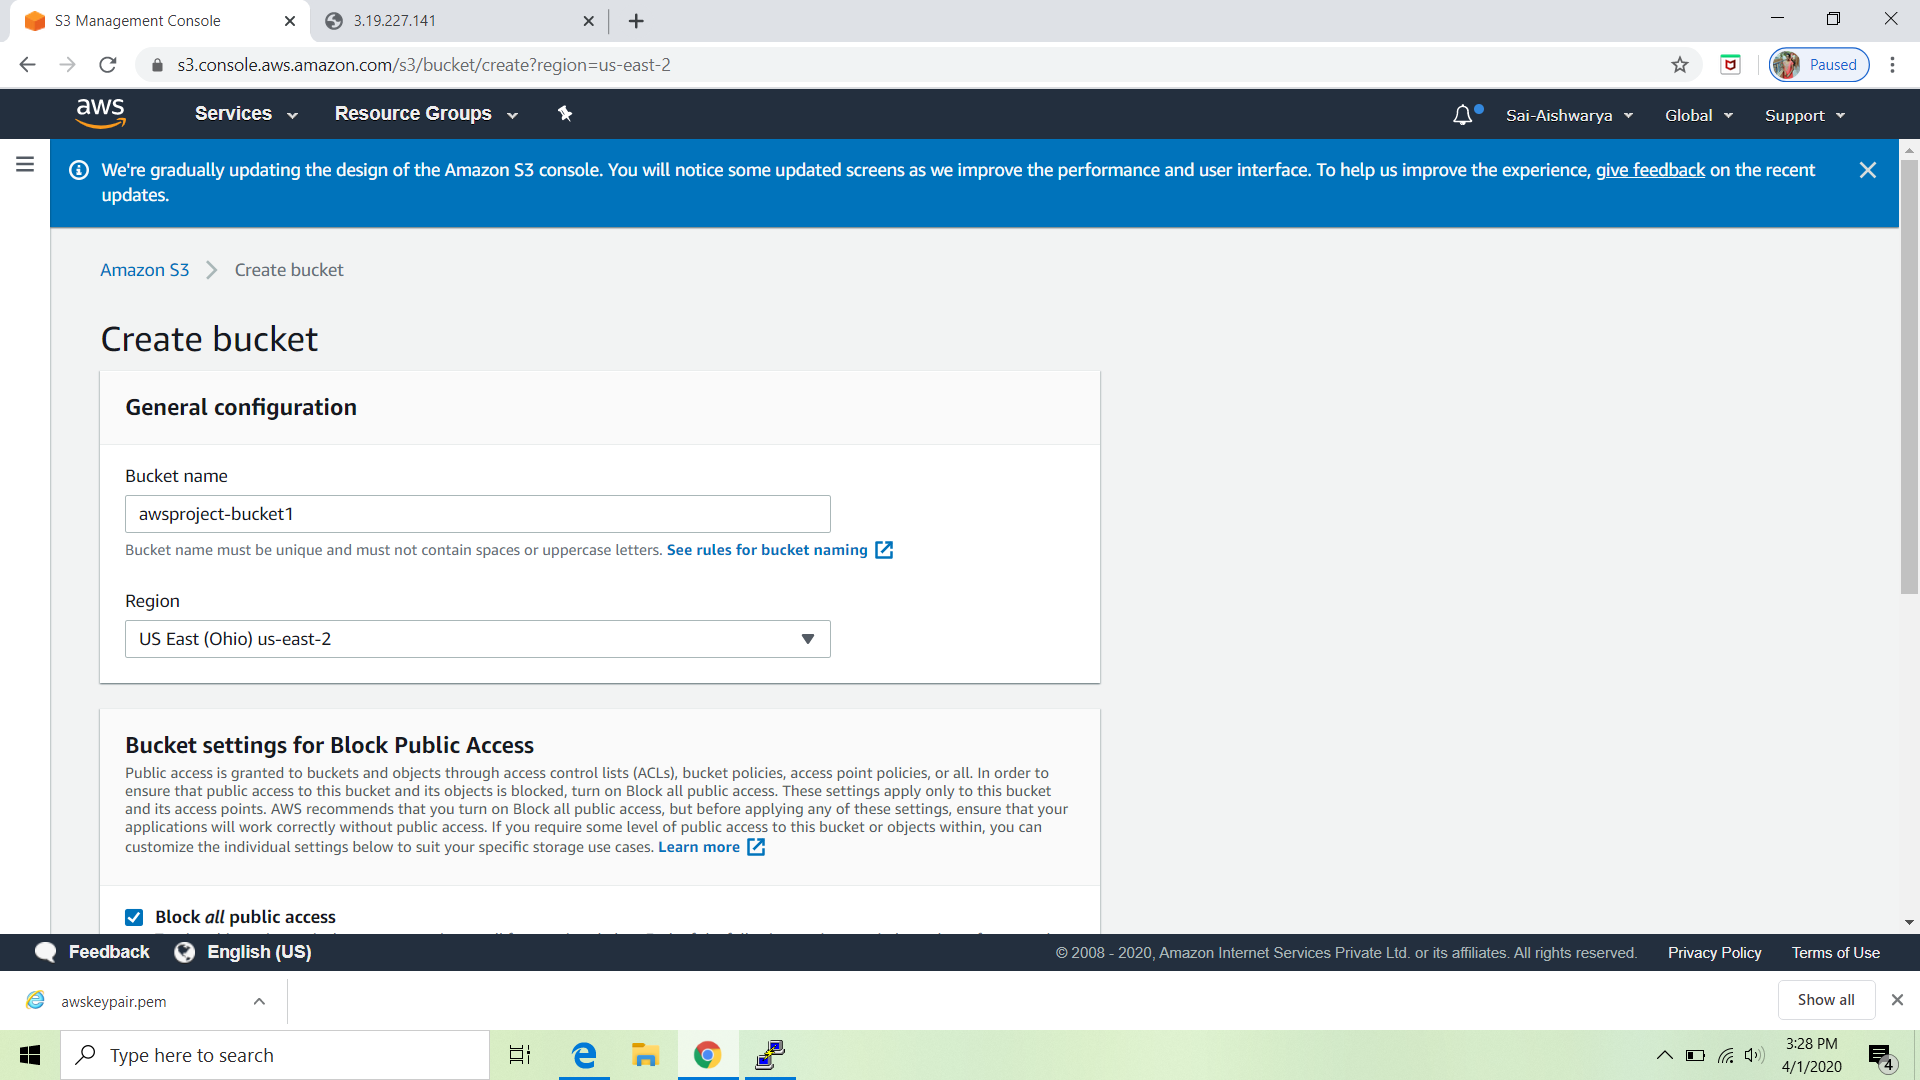 S3 Management Console
3.19.227.141
s3.console.aws.amazon.com/s3/bucket/create?region=us-east-2
Paused
aws
Services
Resource Groups
Sai-Aishwarya
Global
Support
We're gradually updating the design of the Amazon S3 console. You will notice some updated screens as we improve the performance and user interface. To help us improve the experience, give feedback on the recent
updates.
Amazon S3
Create bucket
Create bucket
General configuration
Bucket name
awsproject-bucket1
Bucket name must be unique and must not contain spaces or uppercase letters. See rules for bucket naming
Region
US East (Ohio) us-east-2
Bucket settings for Block Public Access
Public access is granted to buckets and objects through access control lists (ACLs), bucket policies, access point policies, or all. In order to
ensure that public access to this bucket and its objects is blocked, turn on Block all public access. These settings apply only to this bucket
and its access points. AWS recommends that you turn on Block all public access, but before applying any of these settings, ensure that your
applications will work correctly without public access. If you require some level of public access to this bucket or objects within, you can
customize the individual settings below to suit your specific storage use cases. Learn more
Block all public access
Feedback
English (US)
© 2008 - 2020, Amazon Internet Services Private Ltd. or its affiliates. All rights reserved.
Privacy Policy
Terms of Use
awskeypair.pem
Show all
Type here to search
3:28 PM
4/1/2020
4